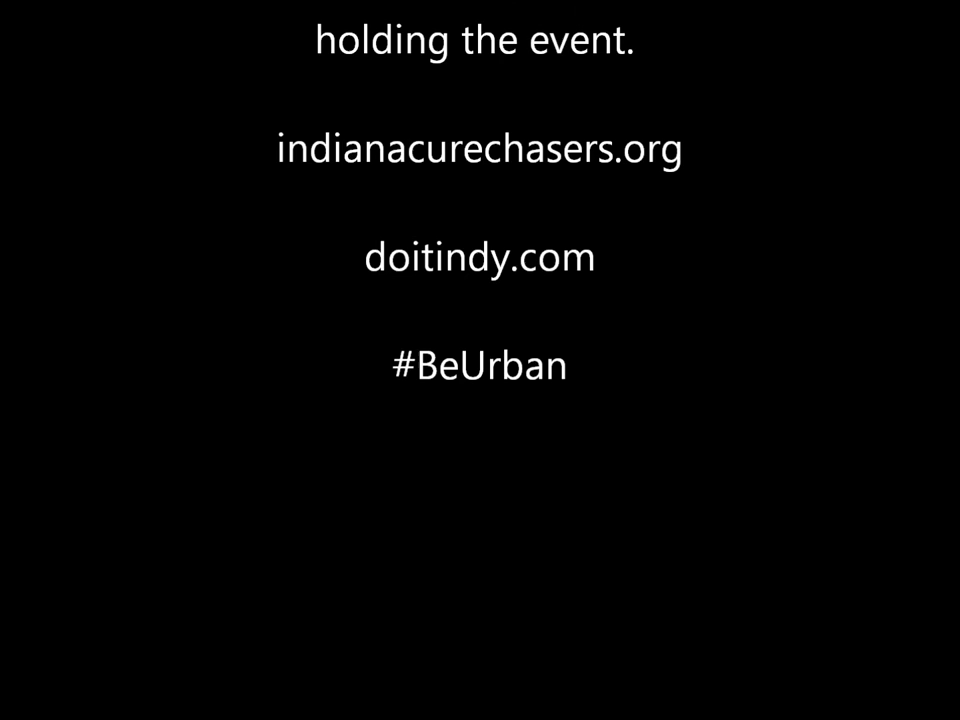 holding the event.
indianacurechasers.org
doitindy.com
#BeUrban